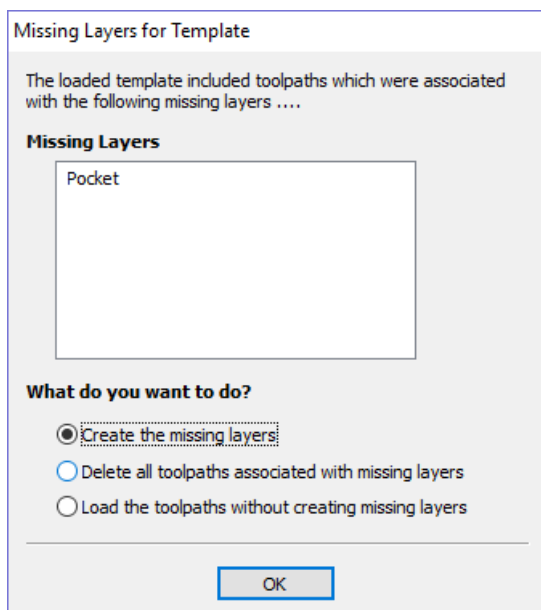 Missing Layers for Template
The loaded template included toolpaths which were associated
with the following missing layers ....
Missing Layers
Pocket
What do you want to do?
Create the missing layers
Delete all toolpaths associated with missing layers
Load the toolpaths without creating missing layers
OK